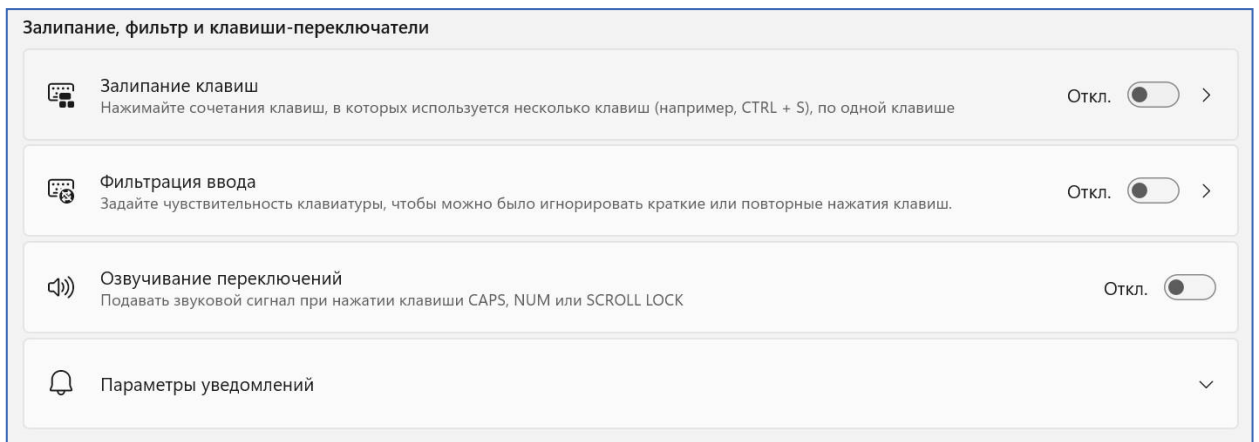 Залипание, фильтр и клавиши-переключатели
Залипание клавиш
Нажимайте сочетания клавиш, в которых используется несколько клавиш (например, CTRL + S), по одной клавише
Откл.
Фильтрация ввода
Задайте чувствительность клавиатуры, чтобы можно было игнорировать краткие или повторные нажатия клавиш.
Откл.
Озвучивание переключений
Подавать звуковой сигнал при нажатии клавиши CAPS, NUM или SCROLL LOCK
Откл.
Параметры уведомлений